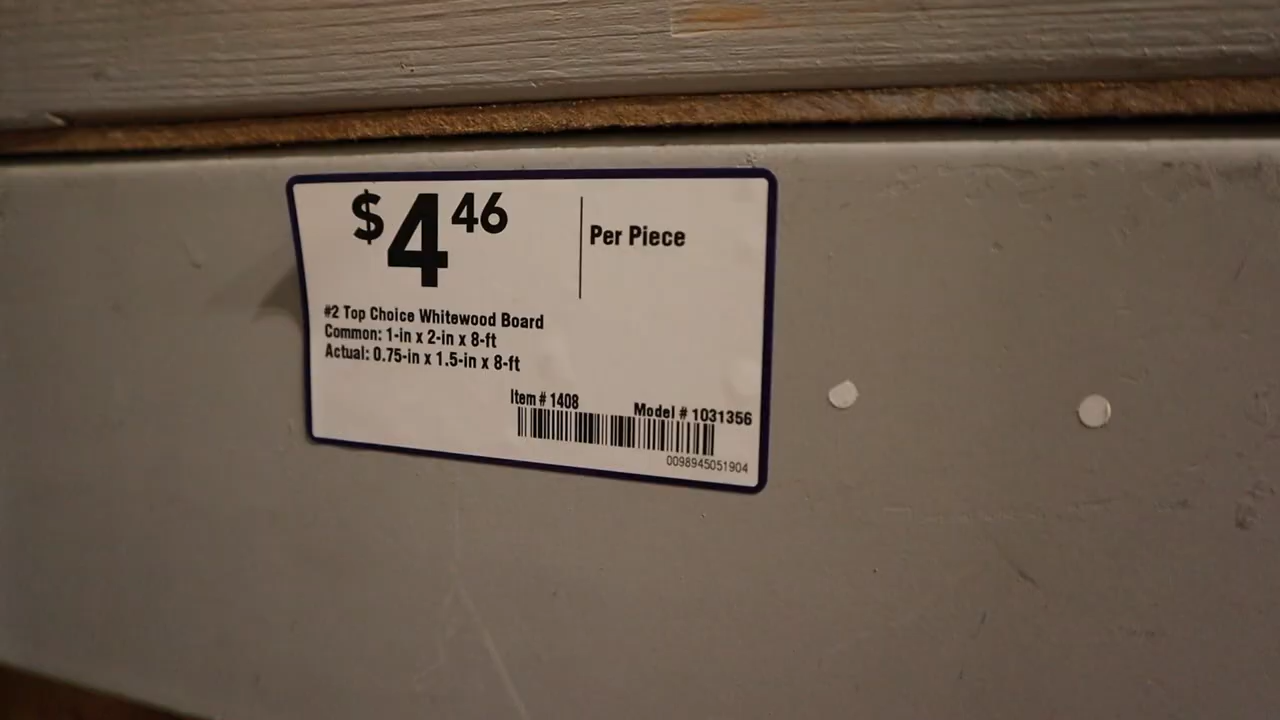 $4 46
Per Piece
#2 Top Choice Whitewood Board
Common: 1-in x 2-in x 8-ft
Actual: 0.75-in x 1.5-in x 8-ft
Item # 1408
Model # 1031356
0098945051904